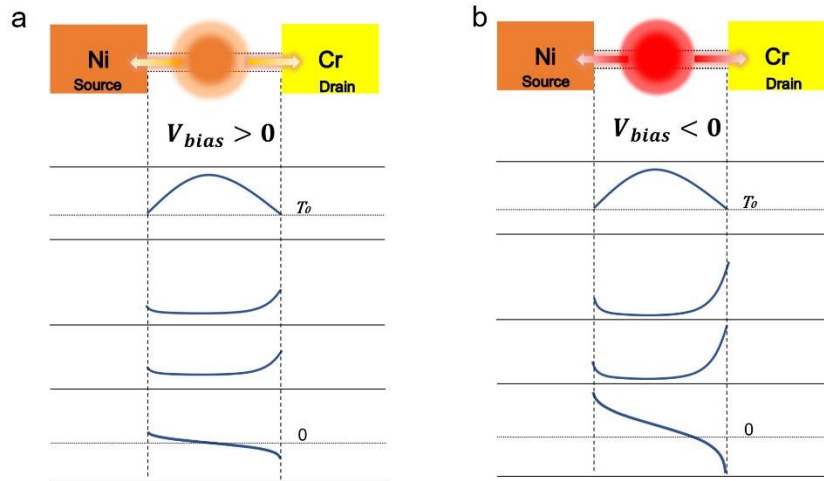 a
Ni
Source
Cr
Drain
V_bias > 0
T₀
0
b
Ni
Source
Cr
Drain
V_bias < 0
T₀
0